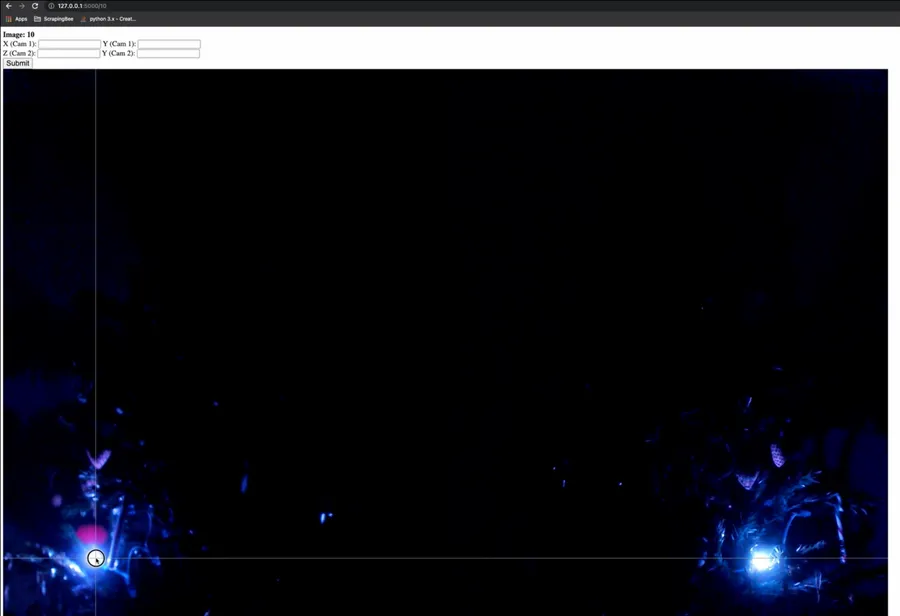 127.0.0.1:5000/10
Apps ScrapingBee python 3.x - Creat...
Image: 10
X (Cam 1): Y (Cam 1):
Z (Cam 2): Y (Cam 2):
Submit